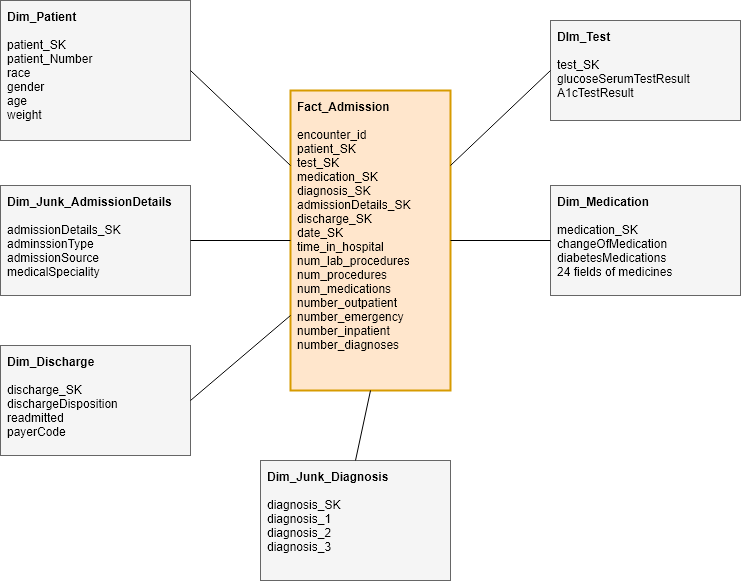 Dim_Patient
patient_SK
patient_Number
race
gender
age
weight
DIm_Test
test_SK
glucoseSerumTestResult
A1cTestResult
Fact_Admission
encounter_id
patient_SK
test_SK
medication_SK
diagnosis_SK
admissionDetails_SK
discharge_SK
date_SK
time_in_hospital
num_lab_procedures
num_procedures
num_medications
number_outpatient
number_emergency
number_inpatient
number_diagnoses
Dim_Junk_AdmissionDetails
admissionDetails_SK
adminssionType
admissionSource
medicalSpeciality
Dim_Medication
medication_SK
changeOfMedication
diabetesMedications
24 fields of medicines
Dim_Discharge
discharge_SK
dischargeDisposition
readmitted
payerCode
Dim_Junk_Diagnosis
diagnosis_SK
diagnosis_1
diagnosis_2
diagnosis_3